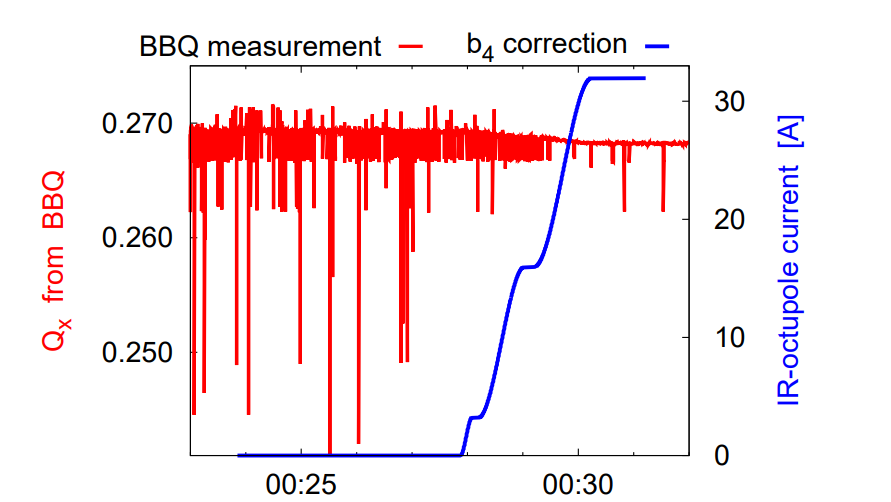 BBQ measurement
b4 correction
0.270
0.260
0.250
Qx from BBQ
30
20
10
0
IR-octupole current [A]
00:25
00:30